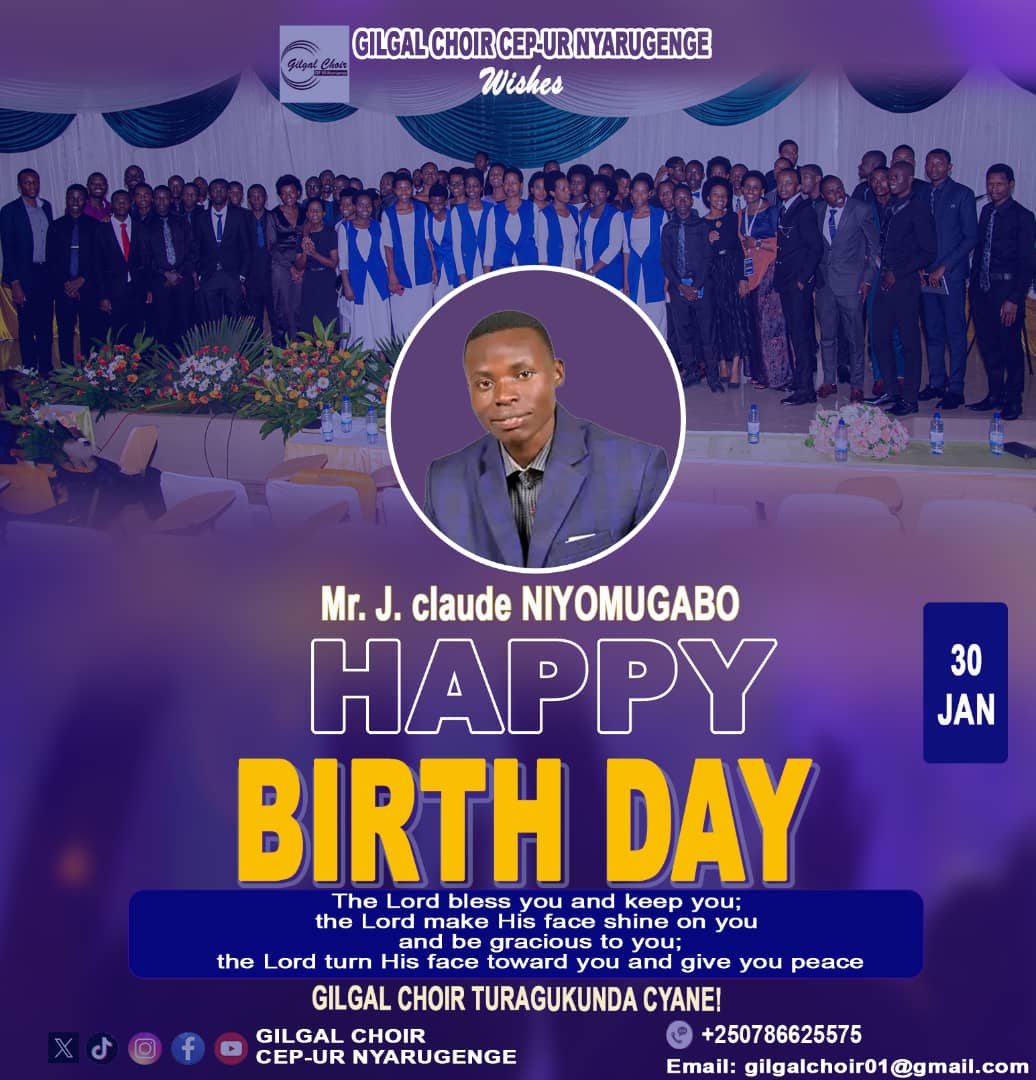 Gilgal Choir
GILGAL CHOIR CEP-UR NYARUGENGE
Wishes
Mr. J. claude NIYOMUGABO
HAPPY
BIRTH DAY
30
JAN
The Lord bless you and keep you;
the Lord make His face shine on you
and be gracious to you;
the Lord turn His face toward you and give you peace
GILGAL CHOIR TURAGUKUNDA CYANE!
GILGAL CHOIR
CEP-UR NYARUGENGE
+250786625575
Email: gilgalchoir01@gmail.com